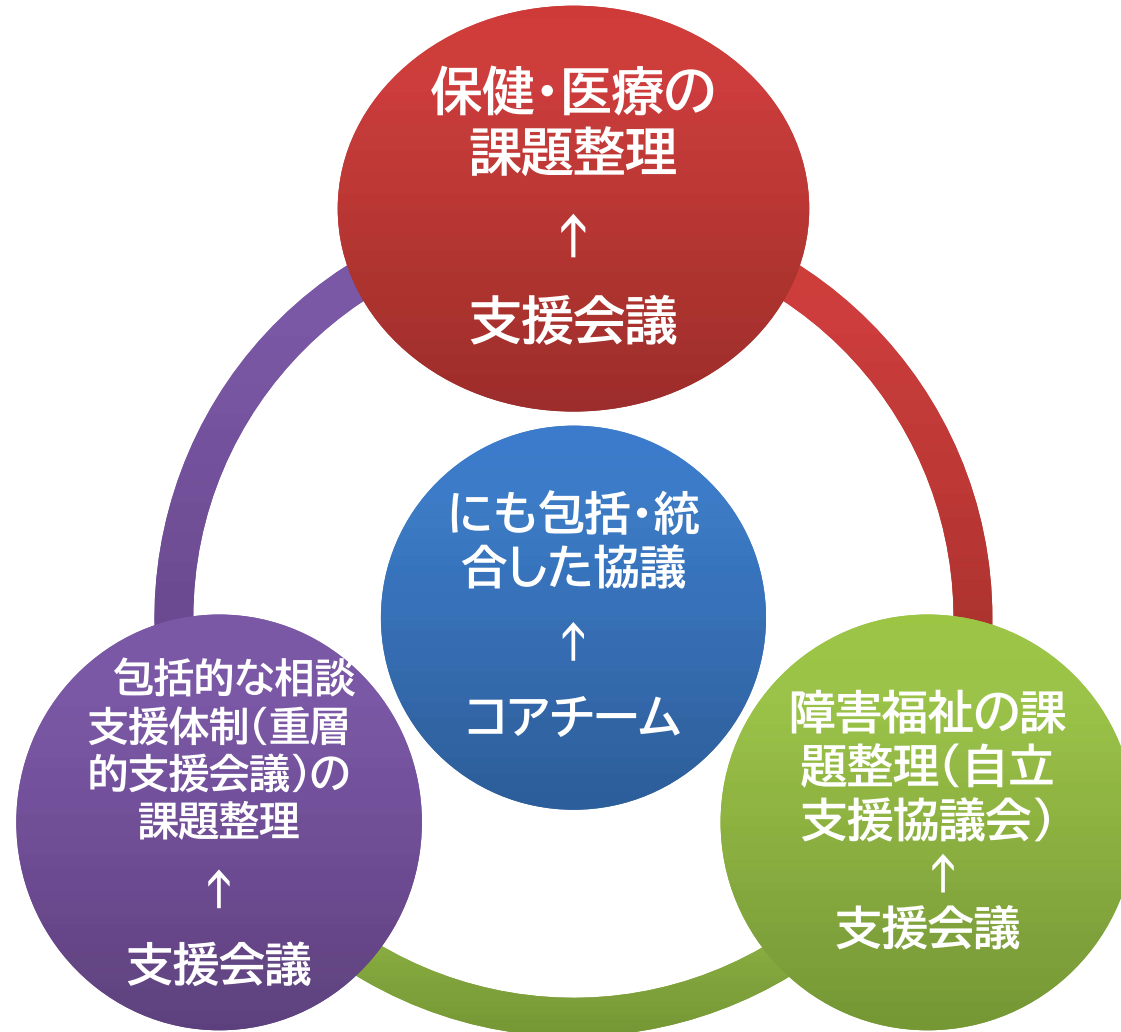 保健・医療の
課題整理
↑
支援会議
にも包括・統
合した協議
↑
コアチーム
包括的な相談
支援体制(重層
的支援会議)の
課題整理
↑
支援会議
障害福祉の課
題整理(自立
支援協議会)
↑
支援会議